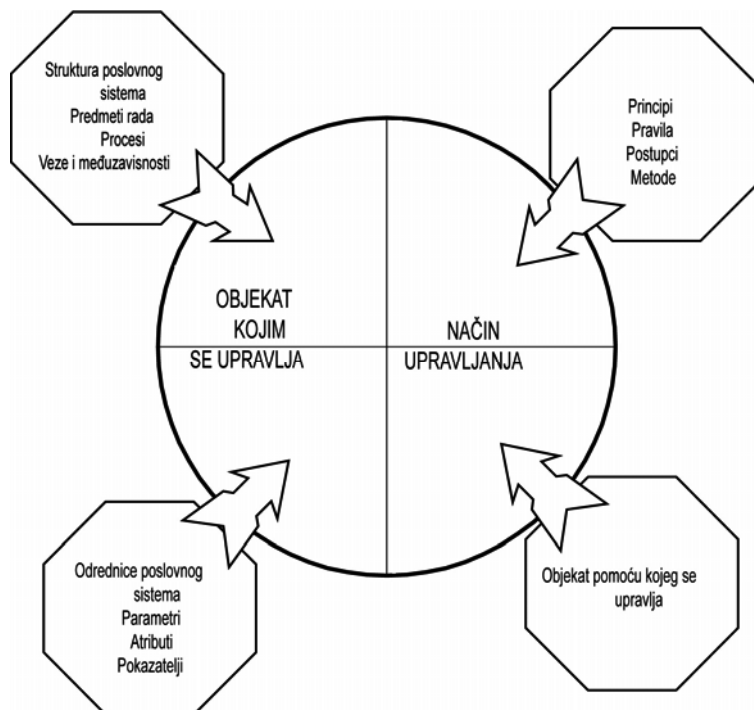 Struktura poslovnog
sistema
Predmeti rada
Procesi
Veze i međuzavisnosti
Principi
Pravila
Postupci
Metode
OBJEKAT
KOJIM
SE UPRAVLJA
NAČIN
UPRAVLJANJA
Odrednice poslovnog
sistema
Parametri
Atributi
Pokazatelji
Objekat pomoću kojeg se
upravlja